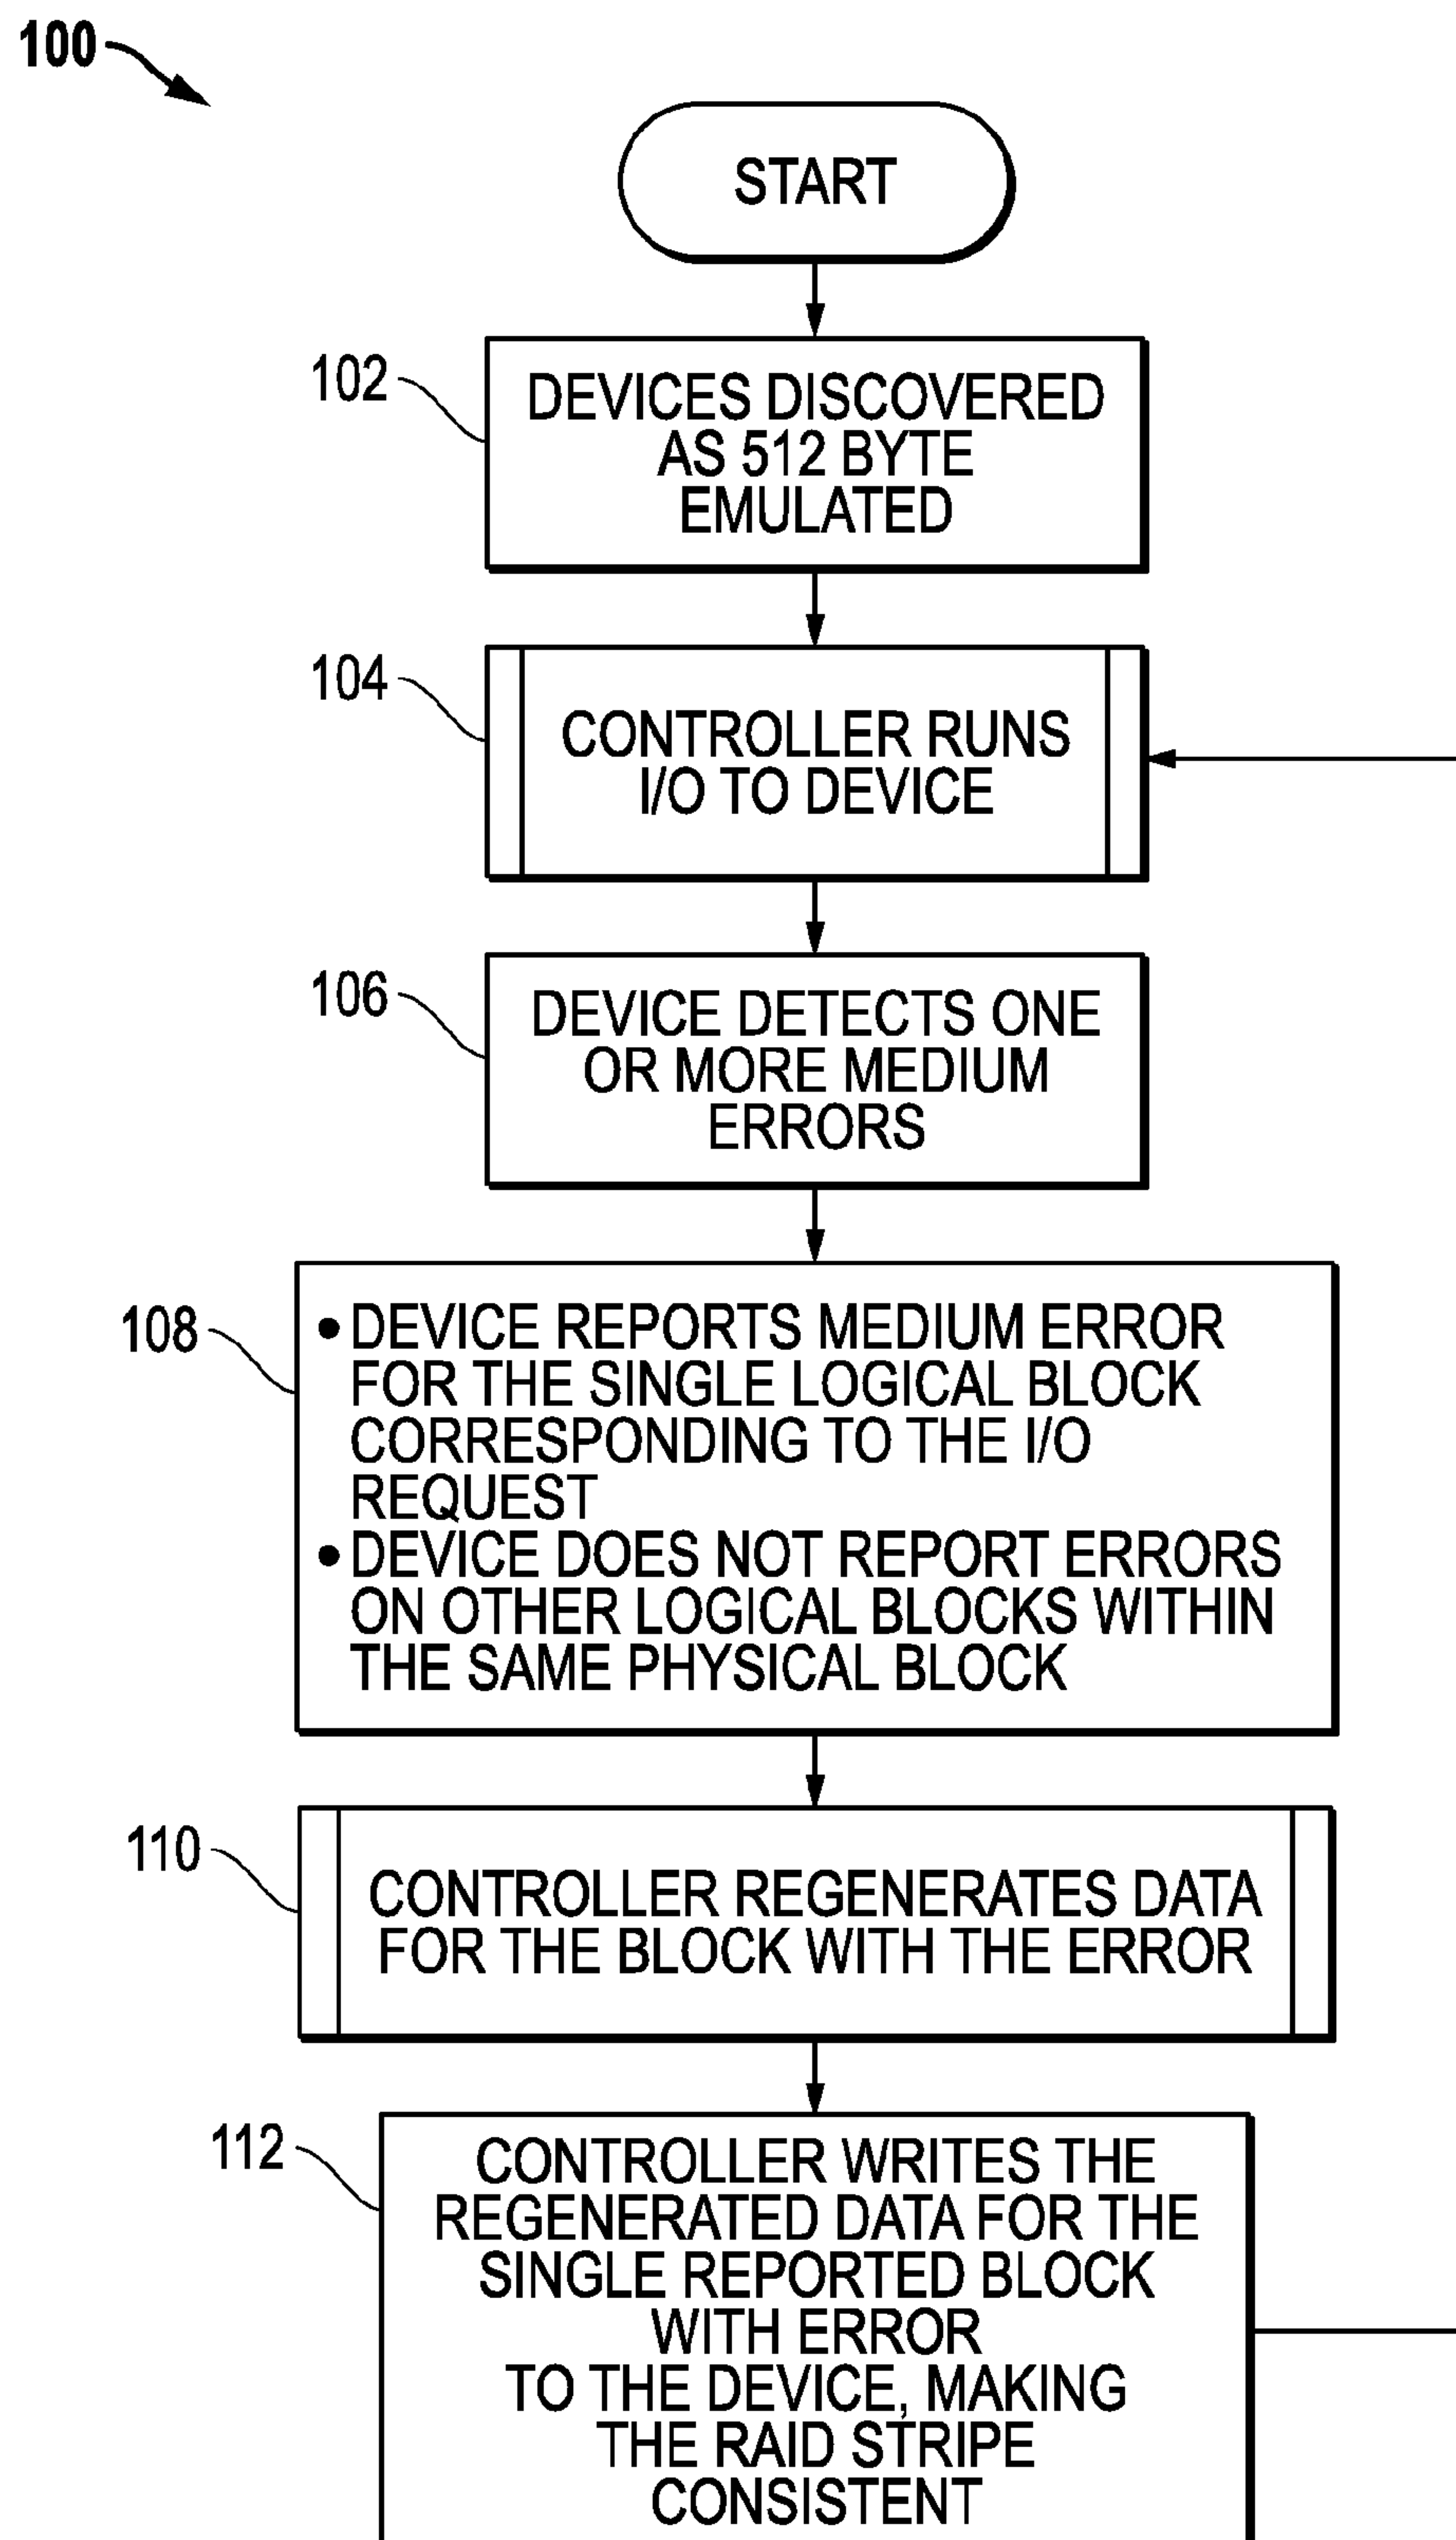 100
START
102
DEVICES DISCOVERED
AS 512 BYTE
EMULATED
104
CONTROLLER RUNS
I/O TO DEVICE
106
DEVICE DETECTS ONE
OR MORE MEDIUM
ERRORS
108
• DEVICE REPORTS MEDIUM ERROR
FOR THE SINGLE LOGICAL BLOCK
CORRESPONDING TO THE I/O
REQUEST
• DEVICE DOES NOT REPORT ERRORS
ON OTHER LOGICAL BLOCKS WITHIN
THE SAME PHYSICAL BLOCK
110
CONTROLLER REGENERATES DATA
FOR THE BLOCK WITH THE ERROR
112
CONTROLLER WRITES THE
REGENERATED DATA FOR THE
SINGLE REPORTED BLOCK
WITH ERROR
TO THE DEVICE, MAKING
THE RAID STRIPE
CONSISTENT